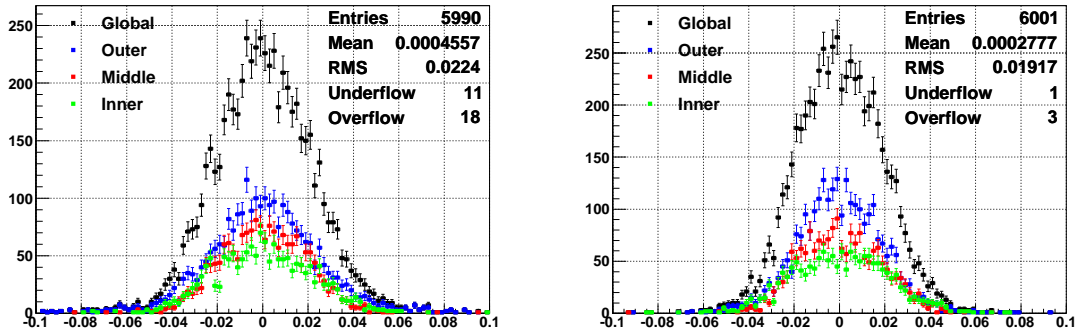 250 Global Entries 5990
Outer Mean 0.0004557
200 Middle RMS 0.0224
Inner Underflow 11
Overflow 18
150
100
50
0
-0.1 -0.08 -0.06 -0.04 -0.02 0 0.02 0.04 0.06 0.08 0.1
Global Entries 6001
250 Outer Mean 0.0002777
Middle RMS 0.01917
200 Inner Underflow 1
Overflow 3
150
100
50
0
-0.1 -0.08 -0.06 -0.04 -0.02 0 0.02 0.04 0.06 0.08 0.1